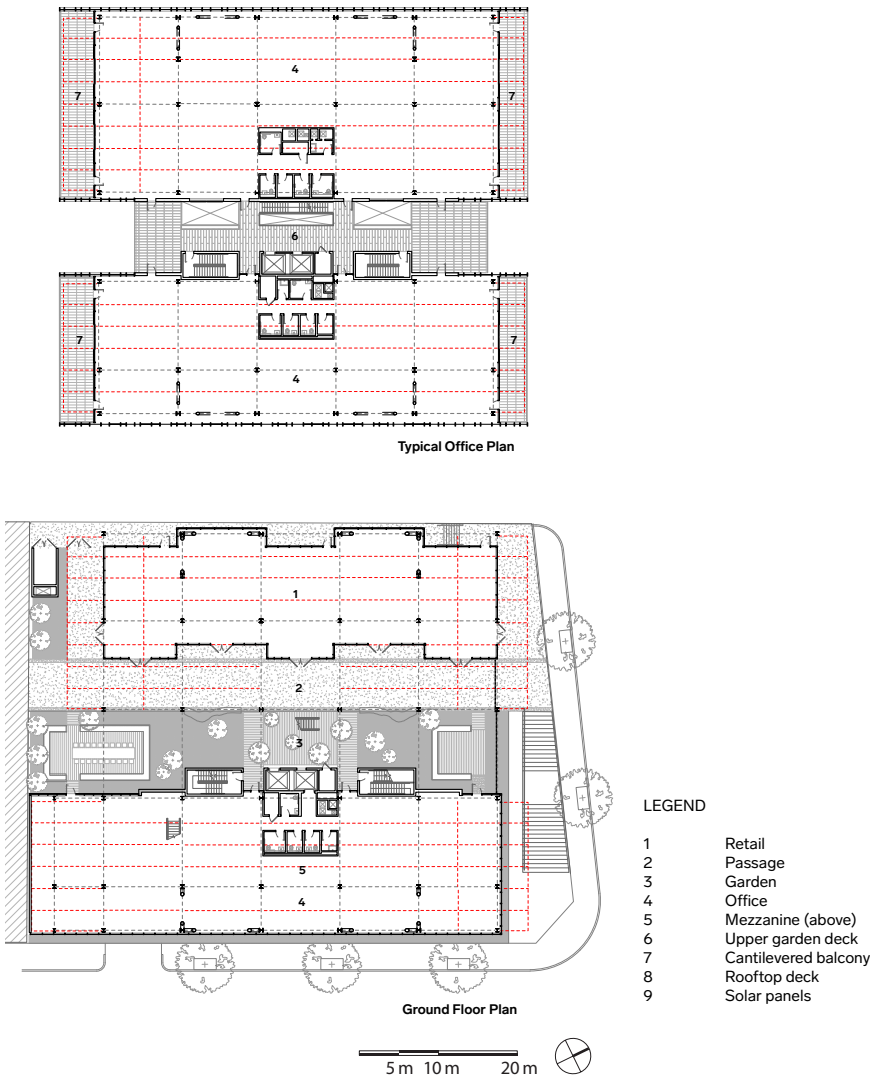 4
7
7
6
7
7
4
Typical Office Plan
1
2
3
5
4
Ground Floor Plan
LEGEND
1 Retail
2 Passage
3 Garden
4 Office
5 Mezzanine (above)
6 Upper garden deck
7 Cantilevered balcony
8 Rooftop deck
9 Solar panels
5 m 10 m 20 m